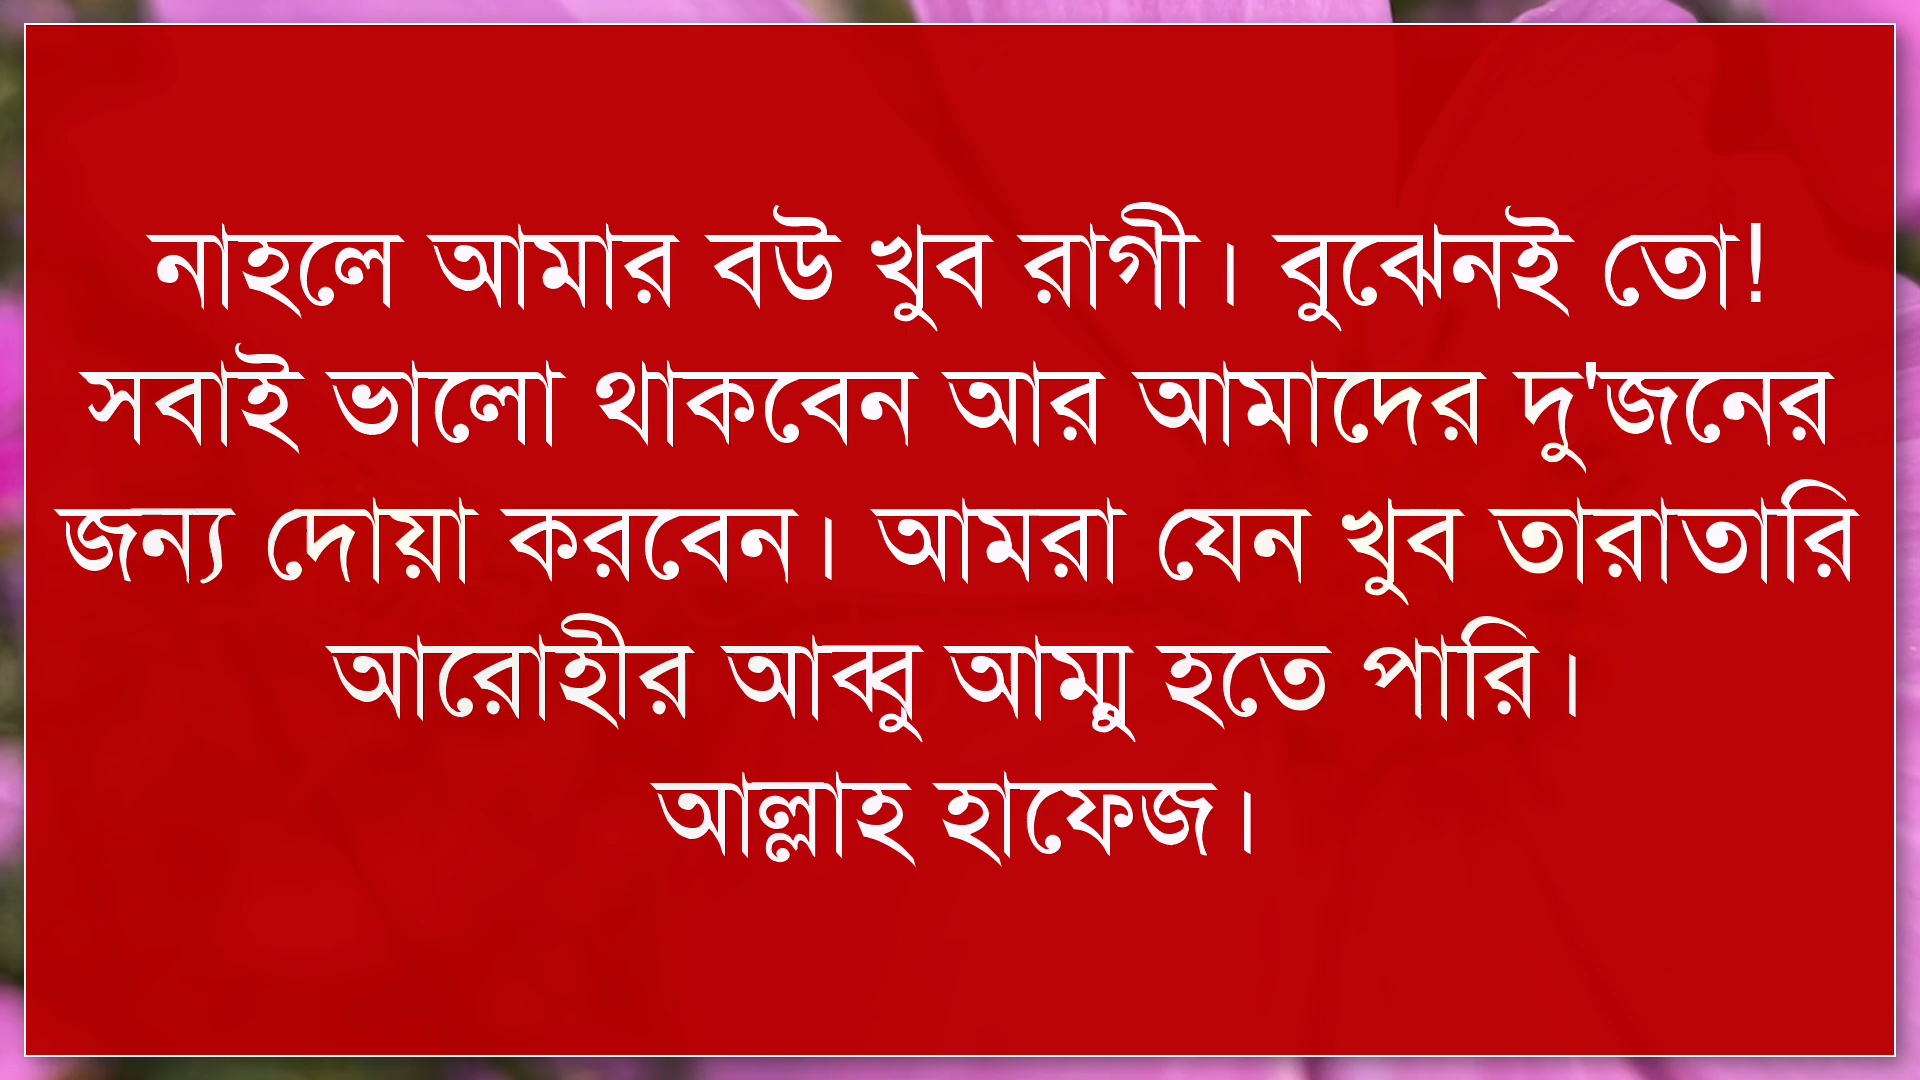 নাহলে আমার বউ খুব রাগী। বুঝেনই তো!
সবাই ভালো থাকবেন আর আমাদের দু'জনের
জন্য দোয়া করবেন। আমরা যেন খুব তারাতারি
আরোহীর আব্বু আম্মু হতে পারি।
আল্লাহ হাফেজ।